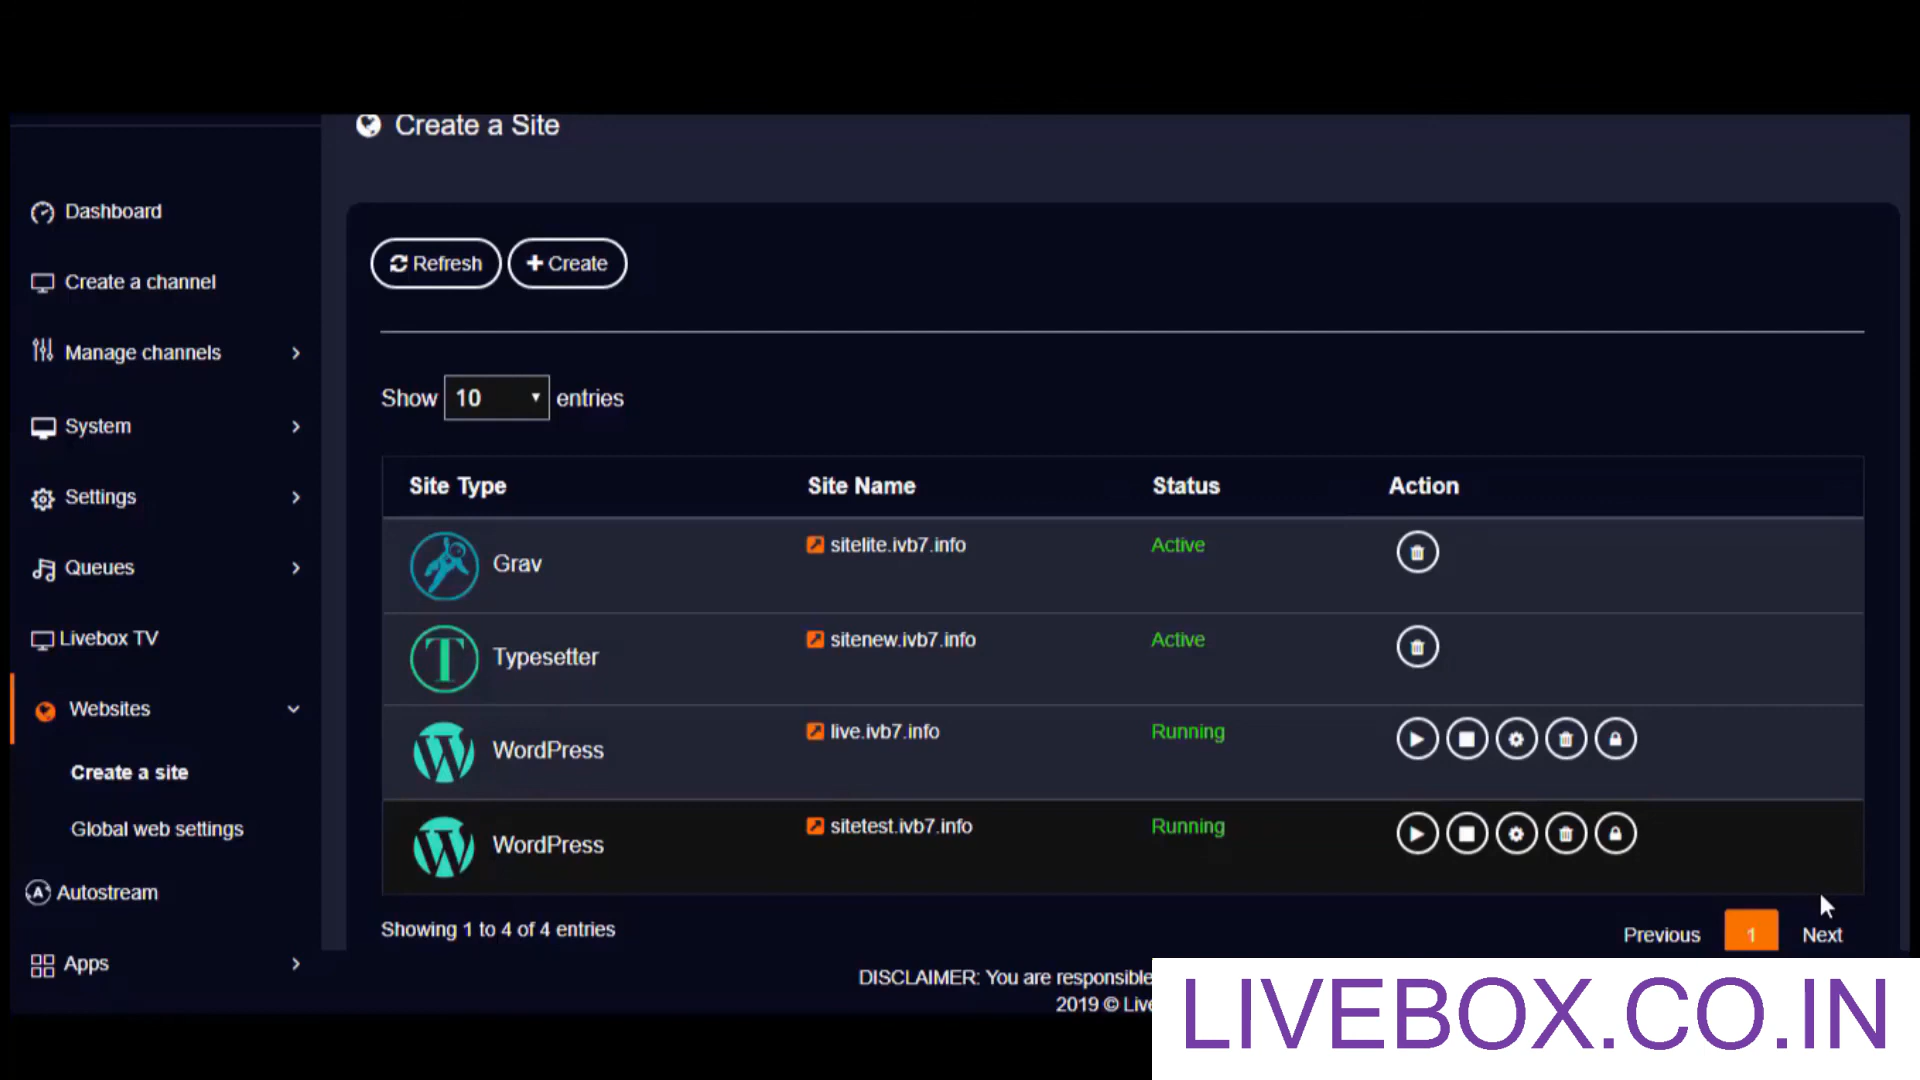 Create a Site
Dashboard
Create a channel
Manage channels
System
Settings
Queues
Livebox TV
Websites
Create a site
Global web settings
Autostream
Apps
Refresh
Create
Show 10 entries
Site Type Site Name Status Action
Grav sitelite.ivb7.info Active
Typesetter sitenew.ivb7.info Active
WordPress live.ivb7.info Running
WordPress sitetest.ivb7.info Running
Showing 1 to 4 of 4 entries
Previous 1 Next
DISCLAIMER: You are responsible
2019 © Live
LIVEBOX.CO.IN